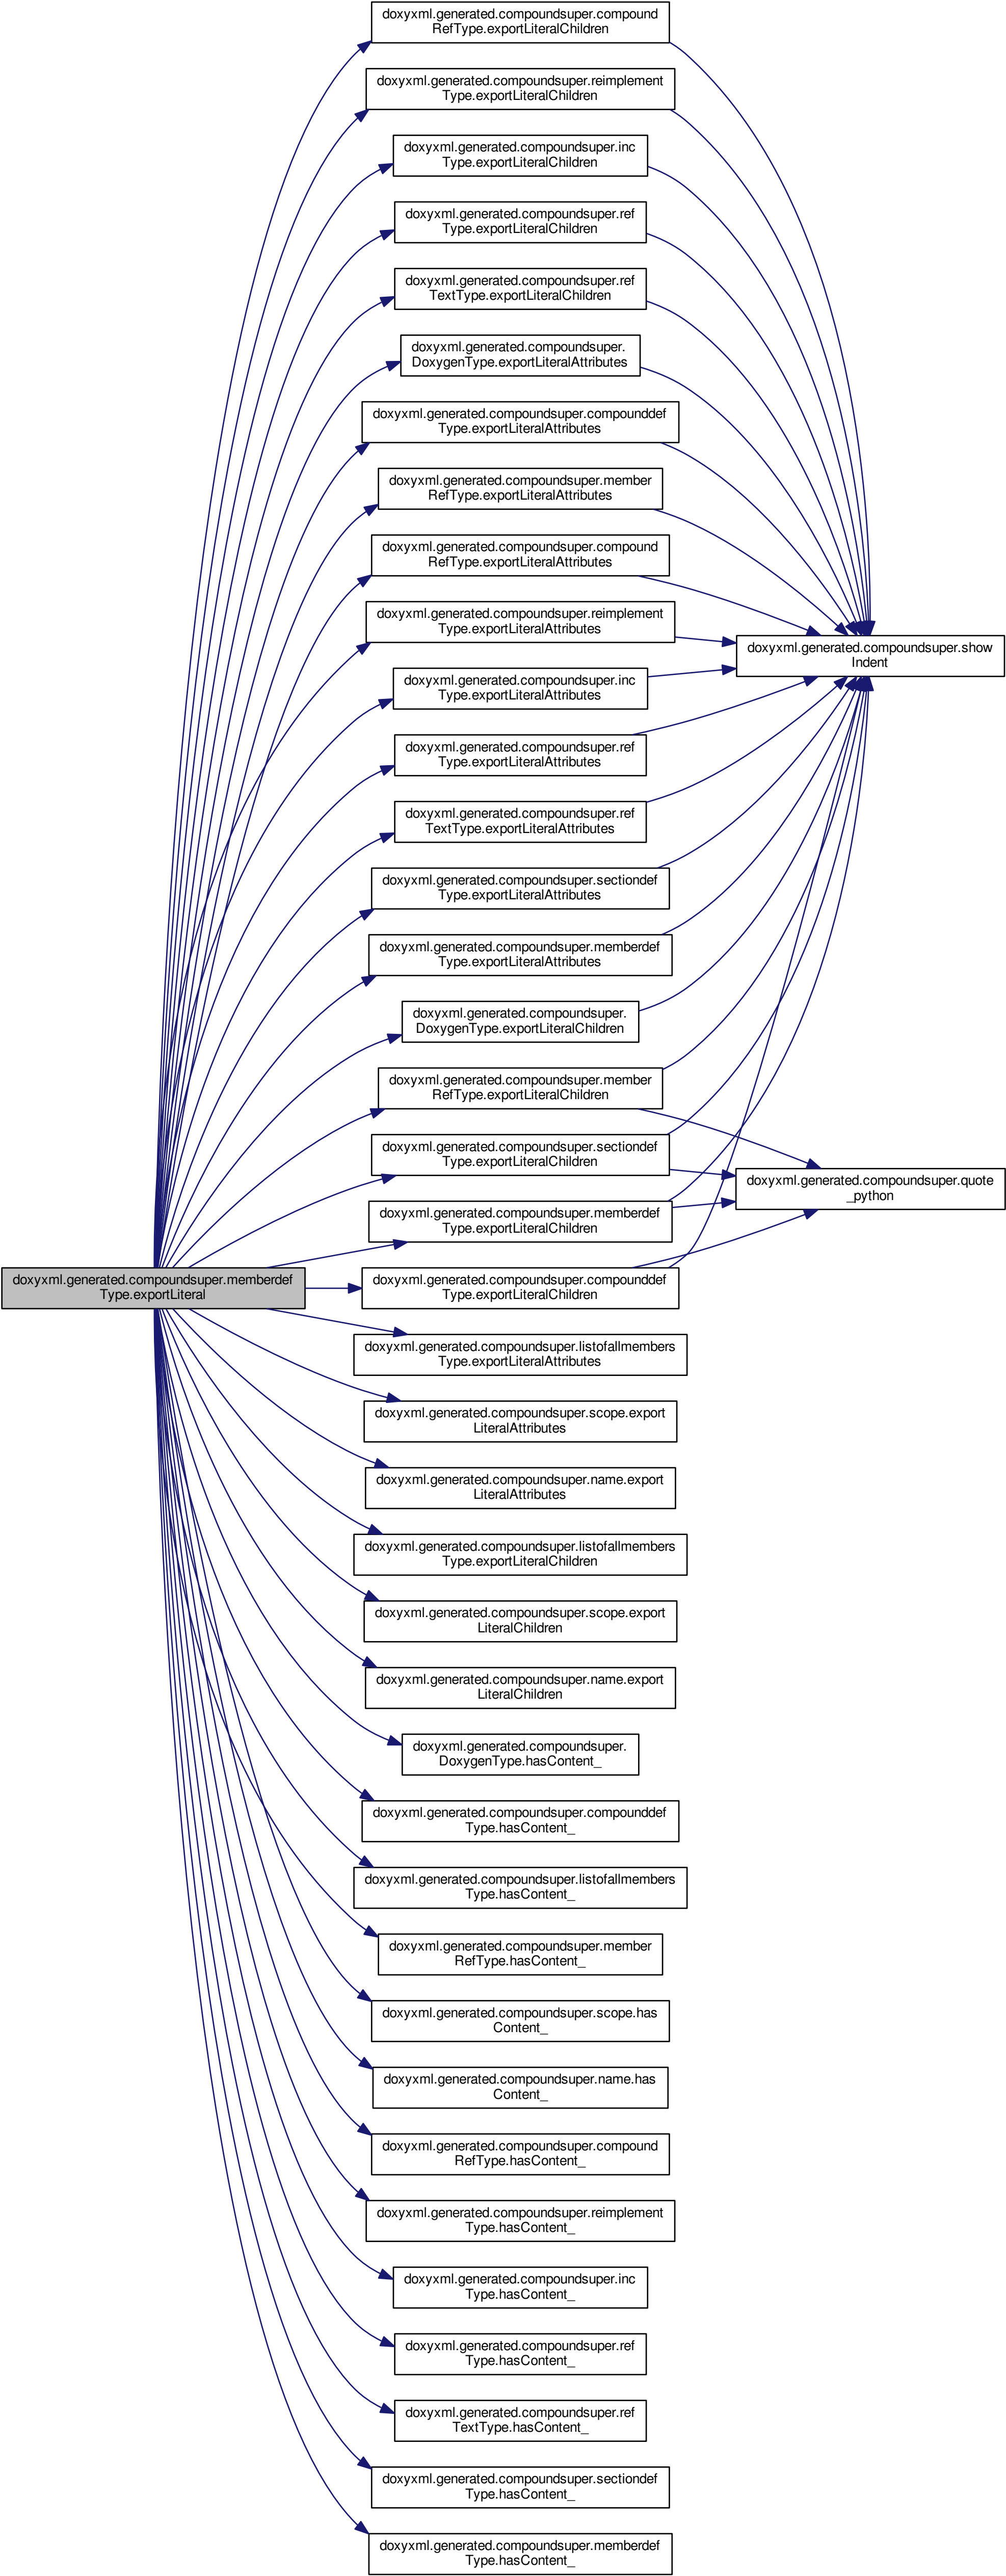 doxyxml.generated.compoundsuper.compound
RefType.exportLiteralChildren
doxyxml.generated.compoundsuper.reimplement
Type.exportLiteralChildren
doxyxml.generated.compoundsuper.inc
Type.exportLiteralChildren
doxyxml.generated.compoundsuper.ref
Type.exportLiteralChildren
doxyxml.generated.compoundsuper.ref
TextType.exportLiteralChildren
doxyxml.generated.compoundsuper.
DoxygenType.exportLiteralAttributes
doxyxml.generated.compoundsuper.compounddef
Type.exportLiteralAttributes
doxyxml.generated.compoundsuper.member
RefType.exportLiteralAttributes
doxyxml.generated.compoundsuper.compound
RefType.exportLiteralAttributes
doxyxml.generated.compoundsuper.reimplement
Type.exportLiteralAttributes
doxyxml.generated.compoundsuper.show
Indent
doxyxml.generated.compoundsuper.inc
Type.exportLiteralAttributes
doxyxml.generated.compoundsuper.ref
Type.exportLiteralAttributes
doxyxml.generated.compoundsuper.ref
TextType.exportLiteralAttributes
doxyxml.generated.compoundsuper.sectiondef
Type.exportLiteralAttributes
doxyxml.generated.compoundsuper.memberdef
Type.exportLiteralAttributes
doxyxml.generated.compoundsuper.
DoxygenType.exportLiteralChildren
doxyxml.generated.compoundsuper.member
RefType.exportLiteralChildren
doxyxml.generated.compoundsuper.sectiondef
Type.exportLiteralChildren
doxyxml.generated.compoundsuper.quote
_python
doxyxml.generated.compoundsuper.memberdef
Type.exportLiteralChildren
doxyxml.generated.compoundsuper.memberdef
Type.exportLiteral
doxyxml.generated.compoundsuper.compounddef
Type.exportLiteralChildren
doxyxml.generated.compoundsuper.listofallmembers
Type.exportLiteralAttributes
doxyxml.generated.compoundsuper.scope.export
LiteralAttributes
doxyxml.generated.compoundsuper.name.export
LiteralAttributes
doxyxml.generated.compoundsuper.listofallmembers
Type.exportLiteralChildren
doxyxml.generated.compoundsuper.scope.export
LiteralChildren
doxyxml.generated.compoundsuper.name.export
LiteralChildren
doxyxml.generated.compoundsuper.
DoxygenType.hasContent_
doxyxml.generated.compoundsuper.compounddef
Type.hasContent_
doxyxml.generated.compoundsuper.listofallmembers
Type.hasContent_
doxyxml.generated.compoundsuper.member
RefType.hasContent_
doxyxml.generated.compoundsuper.scope.has
Content_
doxyxml.generated.compoundsuper.name.has
Content_
doxyxml.generated.compoundsuper.compound
RefType.hasContent_
doxyxml.generated.compoundsuper.reimplement
Type.hasContent_
doxyxml.generated.compoundsuper.inc
Type.hasContent_
doxyxml.generated.compoundsuper.ref
Type.hasContent_
doxyxml.generated.compoundsuper.ref
TextType.hasContent_
doxyxml.generated.compoundsuper.sectiondef
Type.hasContent_
doxyxml.generated.compoundsuper.memberdef
Type.hasContent_